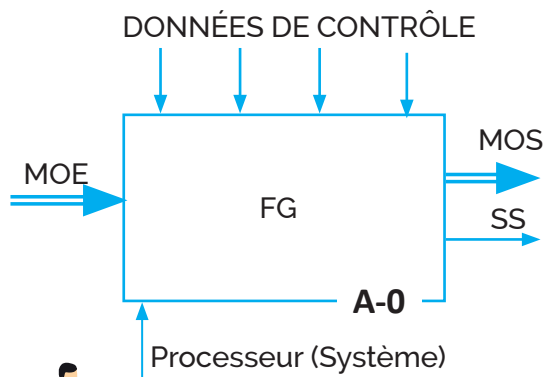 DONNÉES DE CONTRÔLE
MOE
MOS
FG
SS
A-0
Processeur (Système)